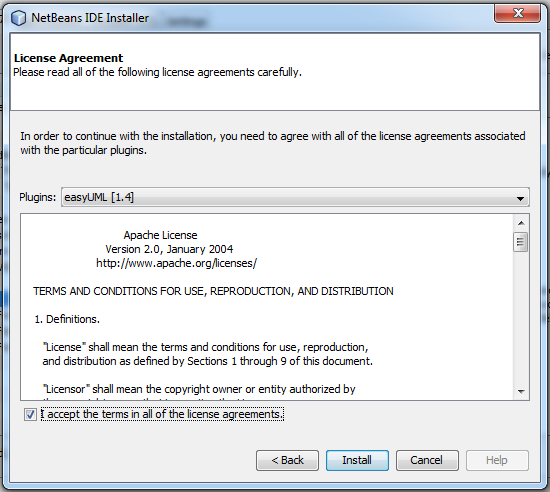 NetBeans IDE Installer
License Agreement
Please read all of the following license agreements carefully.
In order to continue with the installation, you need to agree with all of the license agreements associated
with the particular plugins.
Plugins: easyUML [1.4]
Apache License
Version 2.0, January 2004
http://www.apache.org/licenses/
TERMS AND CONDITIONS FOR USE, REPRODUCTION, AND DISTRIBUTION
1. Definitions.
"License" shall mean the terms and conditions for use, reproduction,
and distribution as defined by Sections 1 through 9 of this document.
"Licensor" shall mean the copyright owner or entity authorized by
I accept the terms in all of the license agreements.
< Back Install Cancel Help